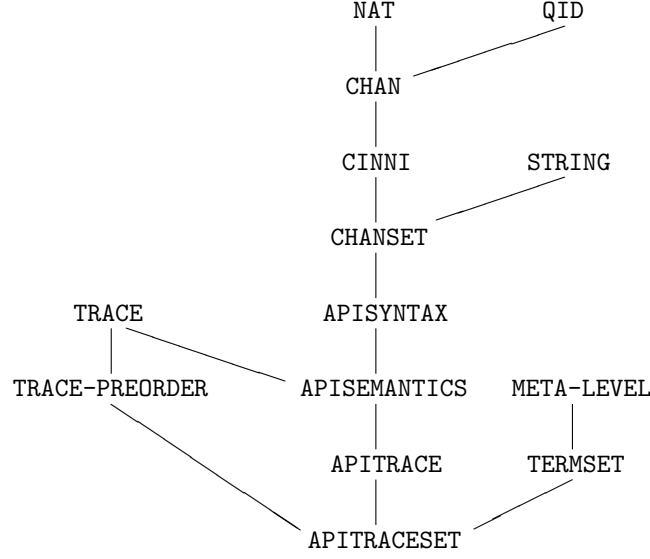 NAT QID
CHAN
CINNI STRING
CHANSET
TRACE APISYNTAX
TRACE-PREORDER APISEMANTICS META-LEVEL
APITRACE TERMSET
APITRACESET